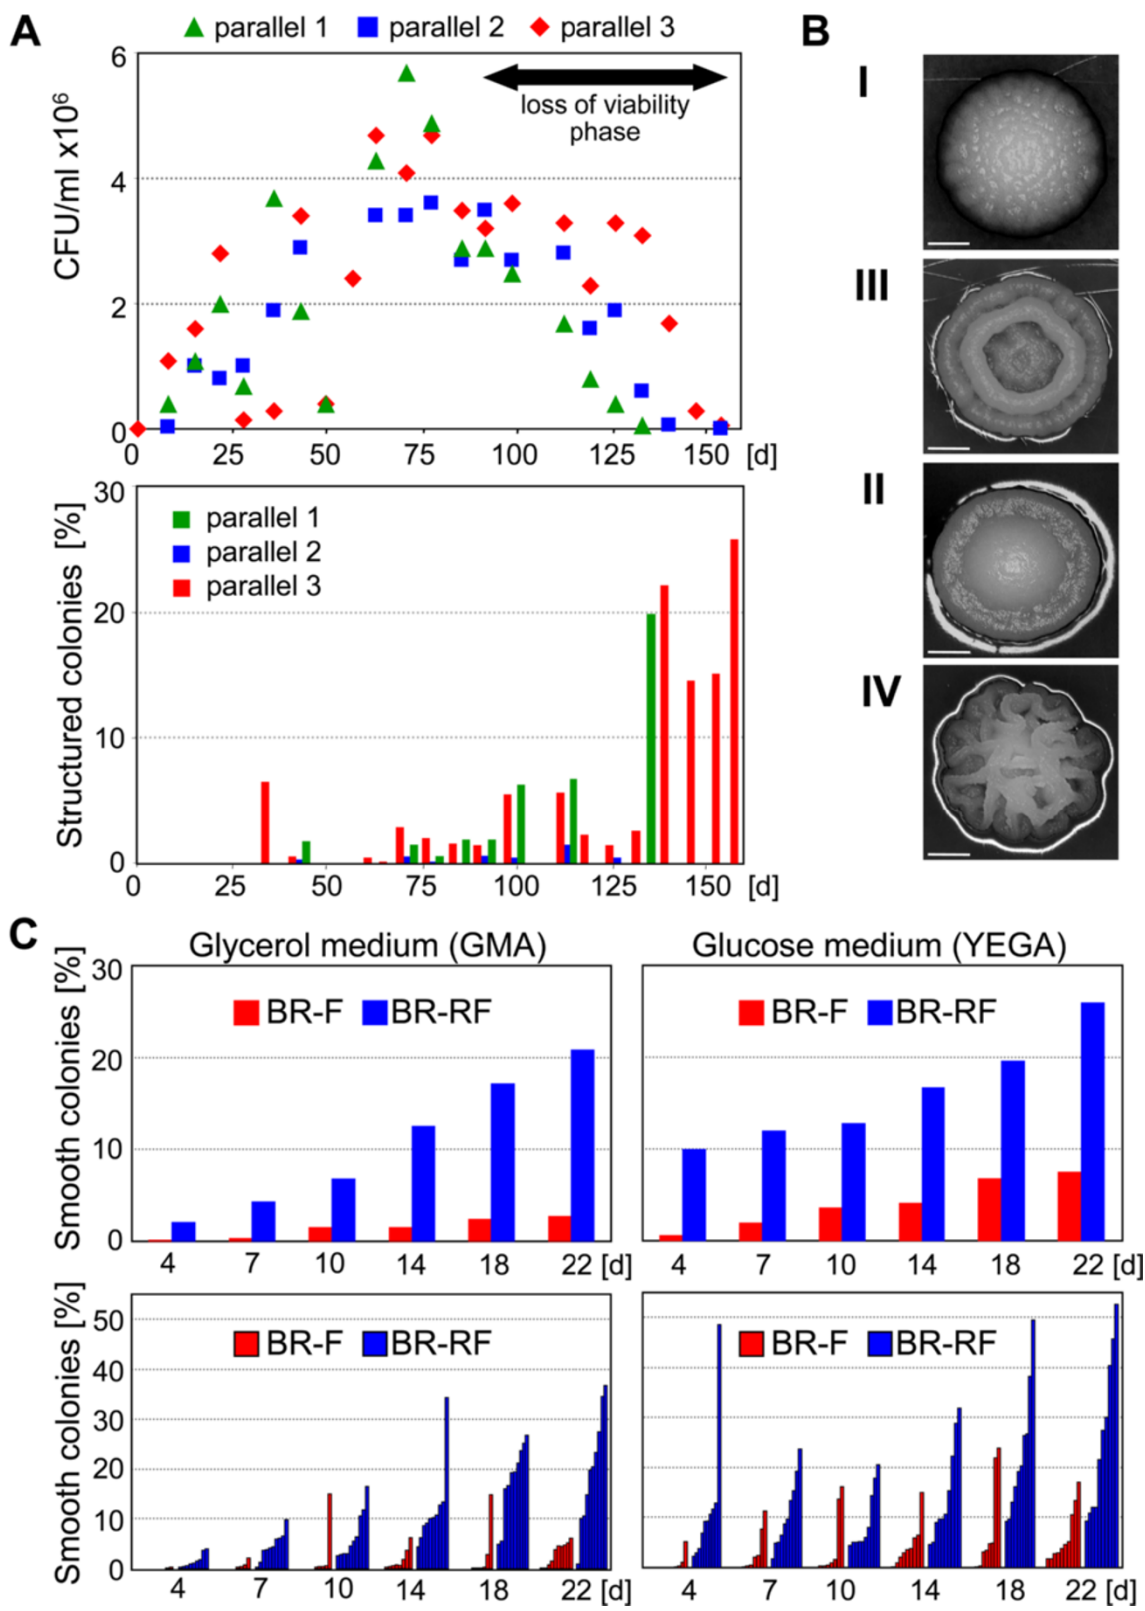 A
parallel 1 parallel 2 parallel 3
CFU/ml x10⁶
6
4
2
0
loss of viability
phase
0 25 50 75 100 125 150 [d]
Structured colonies [%]
30
20
10
0
parallel 1
parallel 2
parallel 3
0 25 50 75 100 125 150 [d]
B
I
III
II
IV
C
Glycerol medium (GMA)
Smooth colonies [%]
30
20
10
0
BR-F BR-RF
4 7 10 14 18 22 [d]
Glucose medium (YEGA)
BR-F BR-RF
4 7 10 14 18 22 [d]
Smooth colonies [%]
50
40
30
20
10
0
BR-F BR-RF
4 7 10 14 18 22 [d]
BR-F BR-RF
4 7 10 14 18 22 [d]